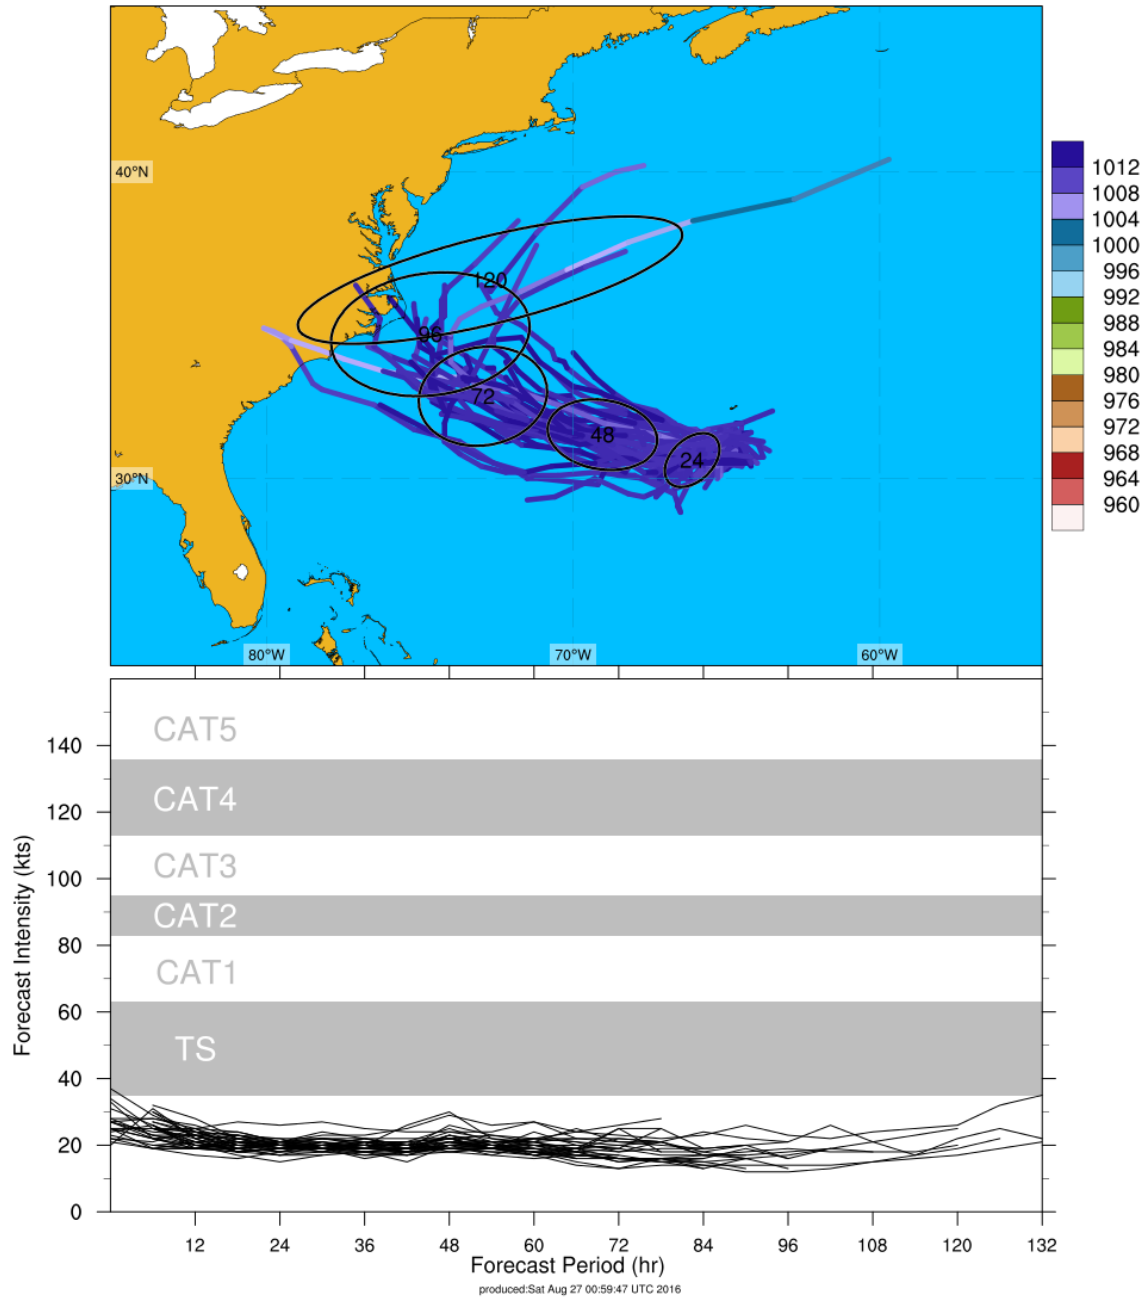 1012
1008
1004
1000
996
992
988
984
980
976
972
968
964
960
40°N
30°N
80°W
70°W
60°W
120
96
72
48
24
CAT5
CAT4
CAT3
CAT2
CAT1
TS
Forecast Intensity (kts)
140
120
100
80
60
40
20
0
12 24 36 48 60 72 84 96 108 120 132
Forecast Period (hr)
produced:Sat Aug 27 00:59:47 UTC 2016